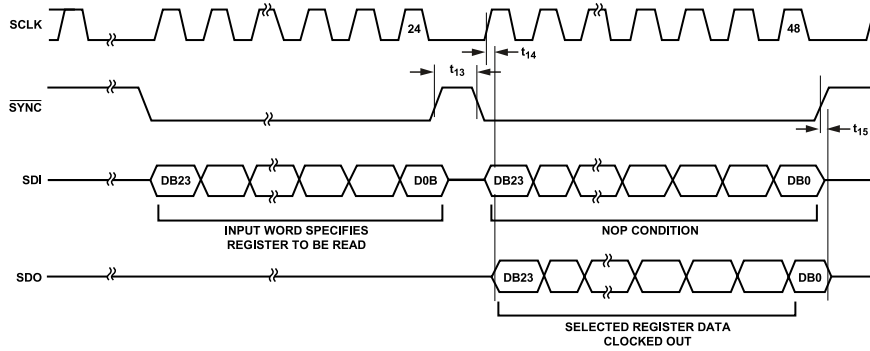 SCLK
24
48
t14
t13
SYNC
t15
SDI
DB23
D0B
DB23
DB0
INPUT WORD SPECIFIES
REGISTER TO BE READ
NOP CONDITION
SDO
DB23
DB0
SELECTED REGISTER DATA
CLOCKED OUT